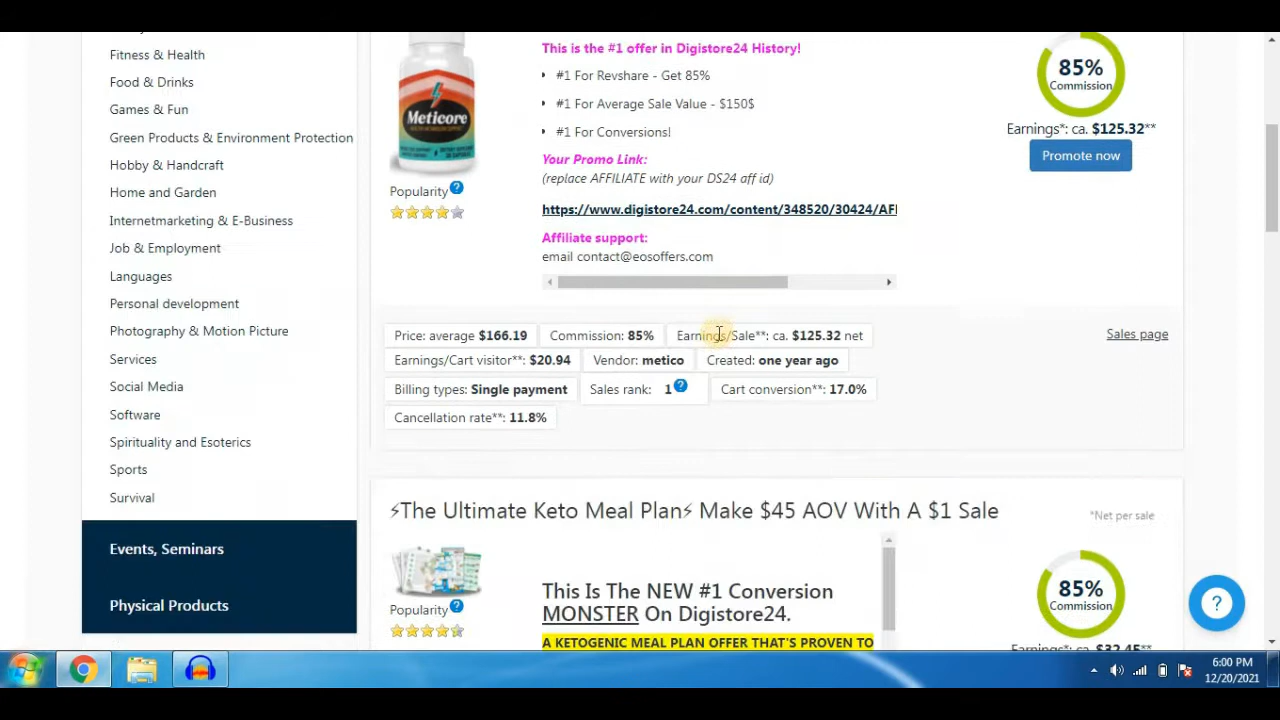 Fitness & Health
Food & Drinks
Games & Fun
Green Products & Environment Protection
Hobby & Handcraft
Home and Garden
Internetmarketing & E-Business
Job & Employment
Languages
Personal development
Photography & Motion Picture
Services
Social Media
Software
Spirituality and Esoterics
Sports
Survival
Events, Seminars
Physical Products
Meticore
Popularity ?
This is the #1 offer in Digistore24 History!
#1 For Revshare - Get 85%
#1 For Average Sale Value - $150$
#1 For Conversions!
Your Promo Link:
(replace AFFILIATE with your DS24 aff id)
https://www.digistore24.com/content/348520/30424/AFI
Affiliate support:
email contact@eosoffers.com
85%
Commission
Earnings*: ca. $125.32**
Promote now
Price: average $166.19 Commission: 85% Earnings/Sale**: ca. $125.32 net
Sales page
Earnings/Cart visitor**: $20.94 Vendor: metico Created: one year ago
Billing types: Single payment Sales rank: 1 ? Cart conversion**: 17.0%
Cancellation rate**: 11.8%
⚡The Ultimate Keto Meal Plan⚡ Make $45 AOV With A $1 Sale
*Net per sale
Popularity ?
This Is The NEW #1 Conversion
MONSTER On Digistore24.
A KETOGENIC MEAL PLAN OFFER THAT'S PROVEN TO
85%
Commission
Earnings*: ca. $32.45**
?
6:00 PM
12/20/2021